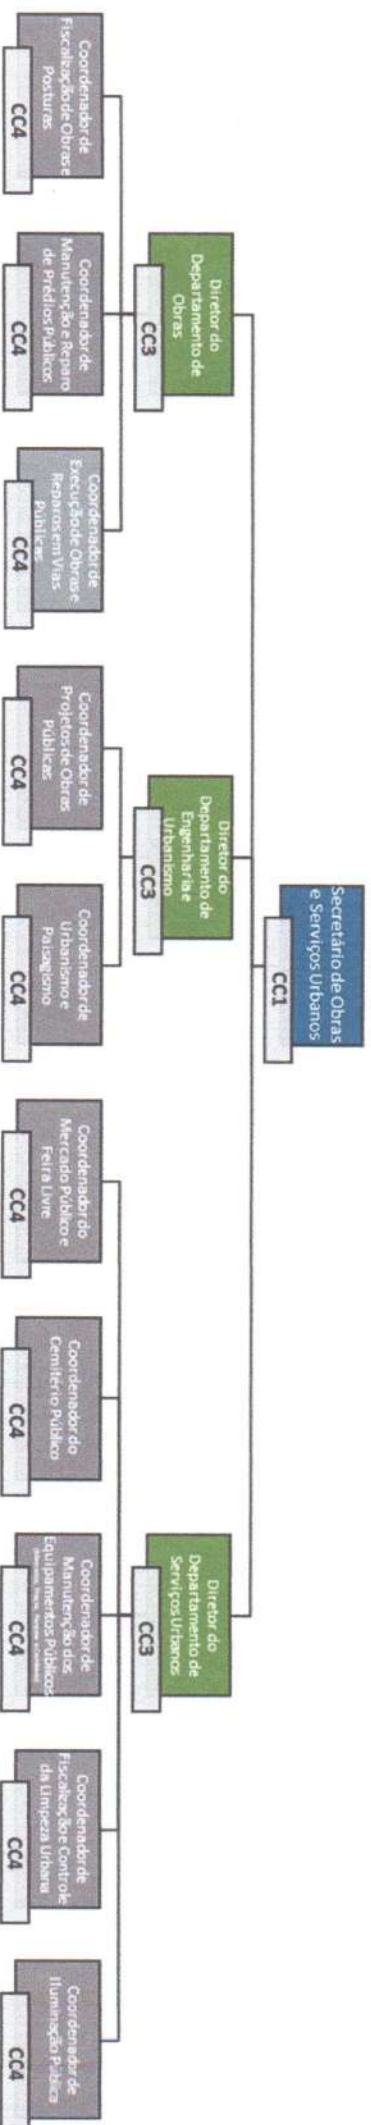 Secretário de Obras
e Serviços Urbanos
CC1
Diretor do
Departamento de
Obras
CC3
Diretor do
Departamento de
Engenharia e
Urbanismo
CC3
Diretor do
Departamento de
Serviços Urbanos
CC3
Coordenador de
Fiscalização de Obras e
Posturas
CC4
Coordenador de
Manutenção e Reparo
de Prédios Públicos
CC4
Coordenador de
Execução de Obras e
Reparos em Vias
Públicas
CC4
Coordenador de
Projetos de Obras
Públicas
CC4
Coordenador de
Urbanismo e
Paisagismo
CC4
Coordenador do
Mercado Público e
Feira Livre
CC4
Coordenador do
Cemitério Público
CC4
Coordenador de
Manutenção dos
Equipamentos Públicos
CC4
Coordenador de
Fiscalização e Controle
da Limpeza Urbana
CC4
Coordenador de
Iluminação Pública
CC4